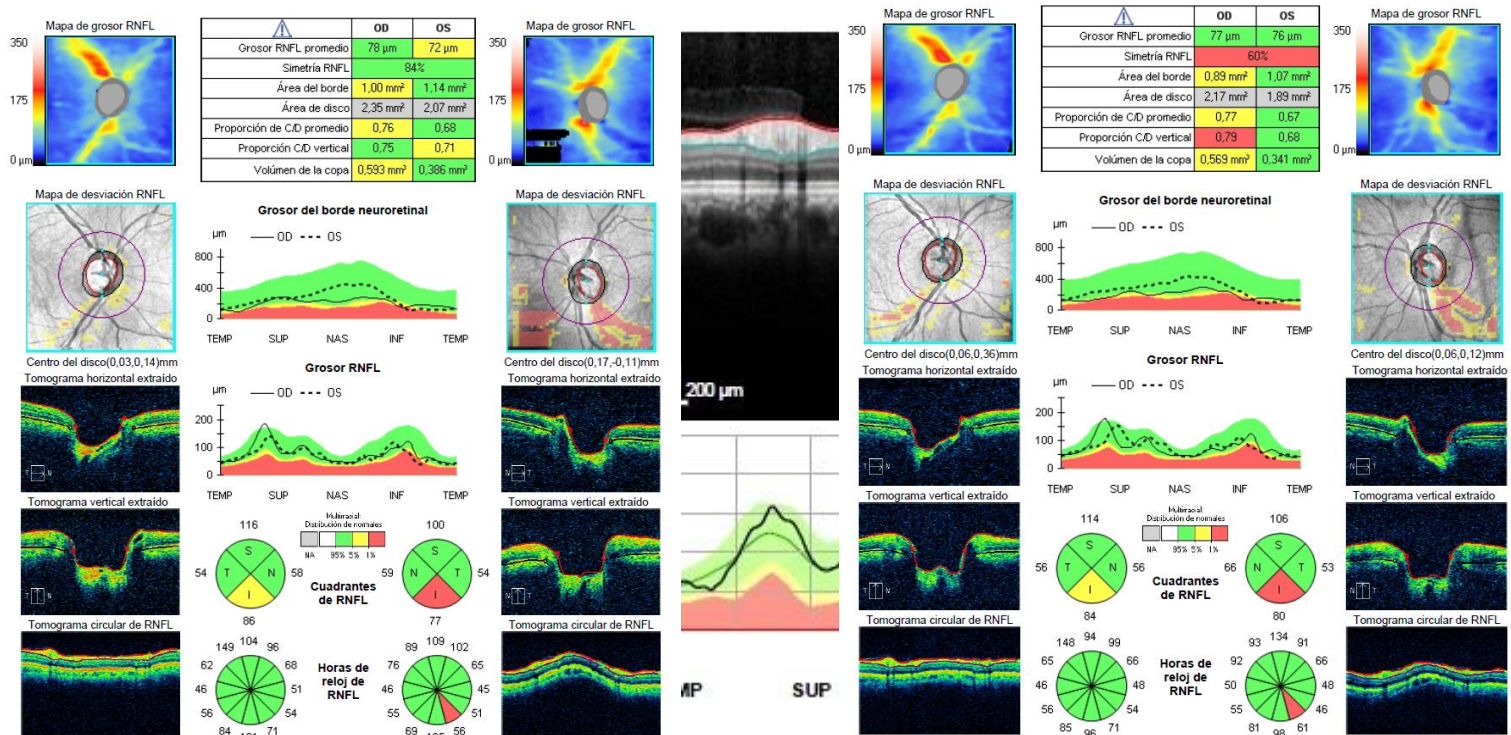 Mapa de grosor RNFL
350
175
0 µm
OD OS
Grosor RNFL promedio 78 µm 72 µm
Simetría RNFL 84%
Área del borde 1,00 mm² 1,14 mm²
Área de disco 2,35 mm² 2,07 mm²
Proporción de C/D promedio 0,76 0,68
Proporción C/D vertical 0,75 0,71
Volúmen de la copa 0,593 mm² 0,386 mm²
Mapa de grosor RNFL
350
175
0 µm
Mapa de desviación RNFL
Centro del disco(0,03,0,14)mm
Tomograma horizontal extraído
Tomograma vertical extraído
Tomograma circular de RNFL
Grosor del borde neuroretinal
µm
OD OS
800
400
0
TEMP SUP NAS INF TEMP
Grosor RNFL
µm
OD OS
200
100
0
TEMP SUP NAS INF TEMP
Multirracial:
Distribución de normales
NA 95% 5% 1%
116
S
54 T N 58
I
86
100
S
59 N T 54
I
77
Cuadrantes
de RNFL
149 104 96
62 68
46 51
56 54
84 71
Horas de
reloj de
RNFL
89 109 102
76 65
46 45
55 51
69 56
Mapa de desviación RNFL
Centro del disco(0,17,-0,11)mm
Tomograma horizontal extraído
Tomograma vertical extraído
Tomograma circular de RNFL
200 µm
SUP
Mapa de grosor RNFL
350
175
0 µm
OD OS
Grosor RNFL promedio 77 µm 76 µm
Simetría RNFL 60%
Área del borde 0,89 mm² 1,07 mm²
Área de disco 2,17 mm² 1,89 mm²
Proporción de C/D promedio 0,77 0,67
Proporción C/D vertical 0,79 0,68
Volúmen de la copa 0,569 mm² 0,341 mm²
Mapa de grosor RNFL
350
175
0 µm
Mapa de desviación RNFL
Centro del disco(0,06,0,36)mm
Tomograma horizontal extraído
Tomograma vertical extraído
Tomograma circular de RNFL
Grosor del borde neuroretinal
µm
OD OS
800
400
0
TEMP SUP NAS INF TEMP
Grosor RNFL
µm
OD OS
200
100
0
TEMP SUP NAS INF TEMP
Multirracial:
Distribución de normales
NA 95% 5% 1%
114
S
56 T N 56
I
84
106
S
66 N T 53
I
80
Cuadrantes
de RNFL
148 94 99
65 66
46 48
56 54
85 96 71
Horas de
reloj de
RNFL
93 134 91
92 66
50 48
55 46
81 98 61
Mapa de desviación RNFL
Centro del disco(0,06,0,12)mm
Tomograma horizontal extraído
Tomograma vertical extraído
Tomograma circular de RNFL